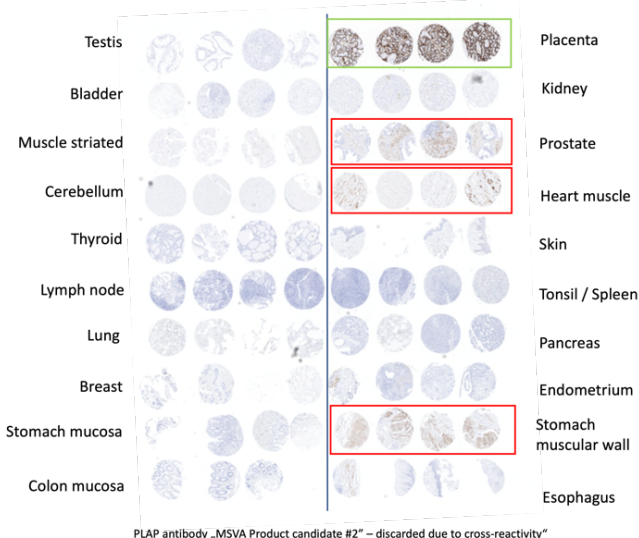 Testis
Placenta
Bladder
Kidney
Muscle striated
Prostate
Cerebellum
Heart muscle
Thyroid
Skin
Lymph node
Tonsil / Spleen
Lung
Pancreas
Breast
Endometrium
Stomach mucosa
Stomach
muscular wall
Colon mucosa
Esophagus
PLAP antibody „MSVA Product candidate #2” – discarded due to cross-reactivity“